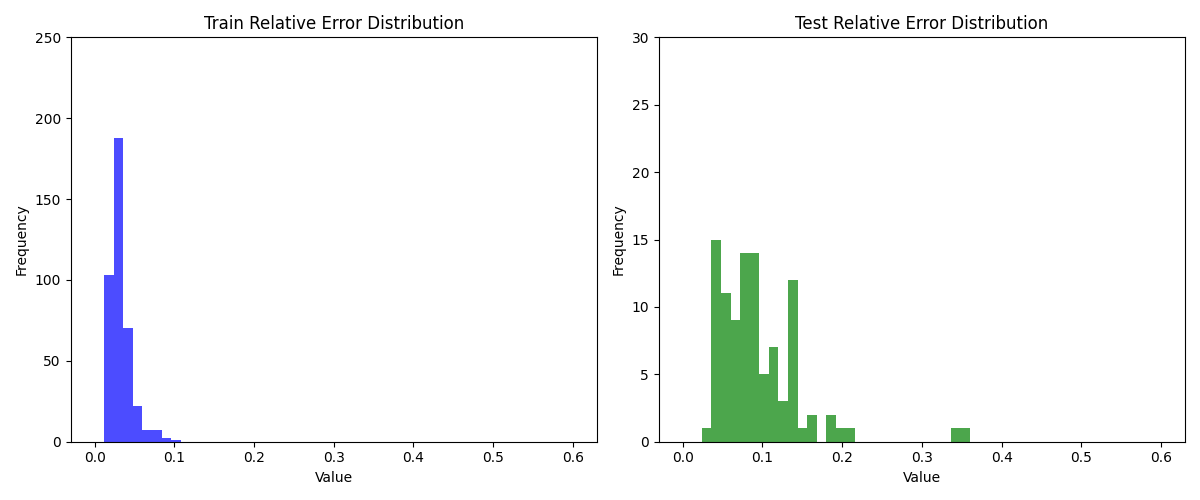 Train Relative Error Distribution
250
200
150
100
50
0
Frequency
0.0 0.1 0.2 0.3 0.4 0.5 0.6
Value
Test Relative Error Distribution
30
25
20
15
10
5
0
Frequency
0.0 0.1 0.2 0.3 0.4 0.5 0.6
Value